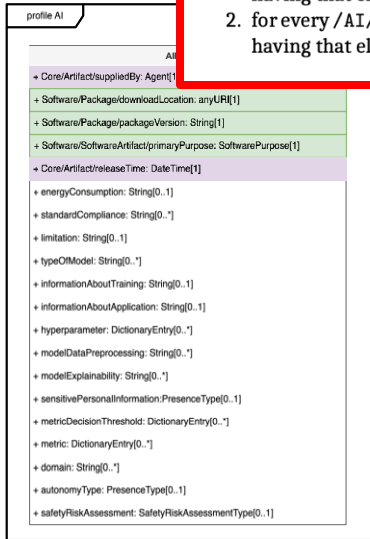 profile AI
2. for every /AI/
having that el
AI
+ Core/Artifact/suppliedBy: Agent[1
+ Software/Package/downloadLocation: anyURI[1]
+ Software/Package/packageVersion: String[1]
+ Software/SoftwareArtifact/primaryPurpose: SoftwarePurpose[1]
+ Core/Artifact/releaseTime: DateTime[1]
+ energyConsumption: String[0..1]
+ standardCompliance: String[0..*]
+ limitation: String[0..1]
+ typeOfModel: String[0..*]
+ informationAboutTraining: String[0..1]
+ informationAboutApplication: String[0..1]
+ hyperparameter: DictionaryEntry[0..*]
+ modelDataPreprocessing: String[0..*]
+ modelExplainability: String[0..*]
+ sensitivePersonalInformation:PresenceType[0..1]
+ metricDecisionThreshold: DictionaryEntry[0..*]
+ metric: DictionaryEntry[0..*]
+ domain: String[0..*]
+ autonomyType: PresenceType[0..1]
+ safetyRiskAssessment: SafetyRiskAssessmentType[0..1]